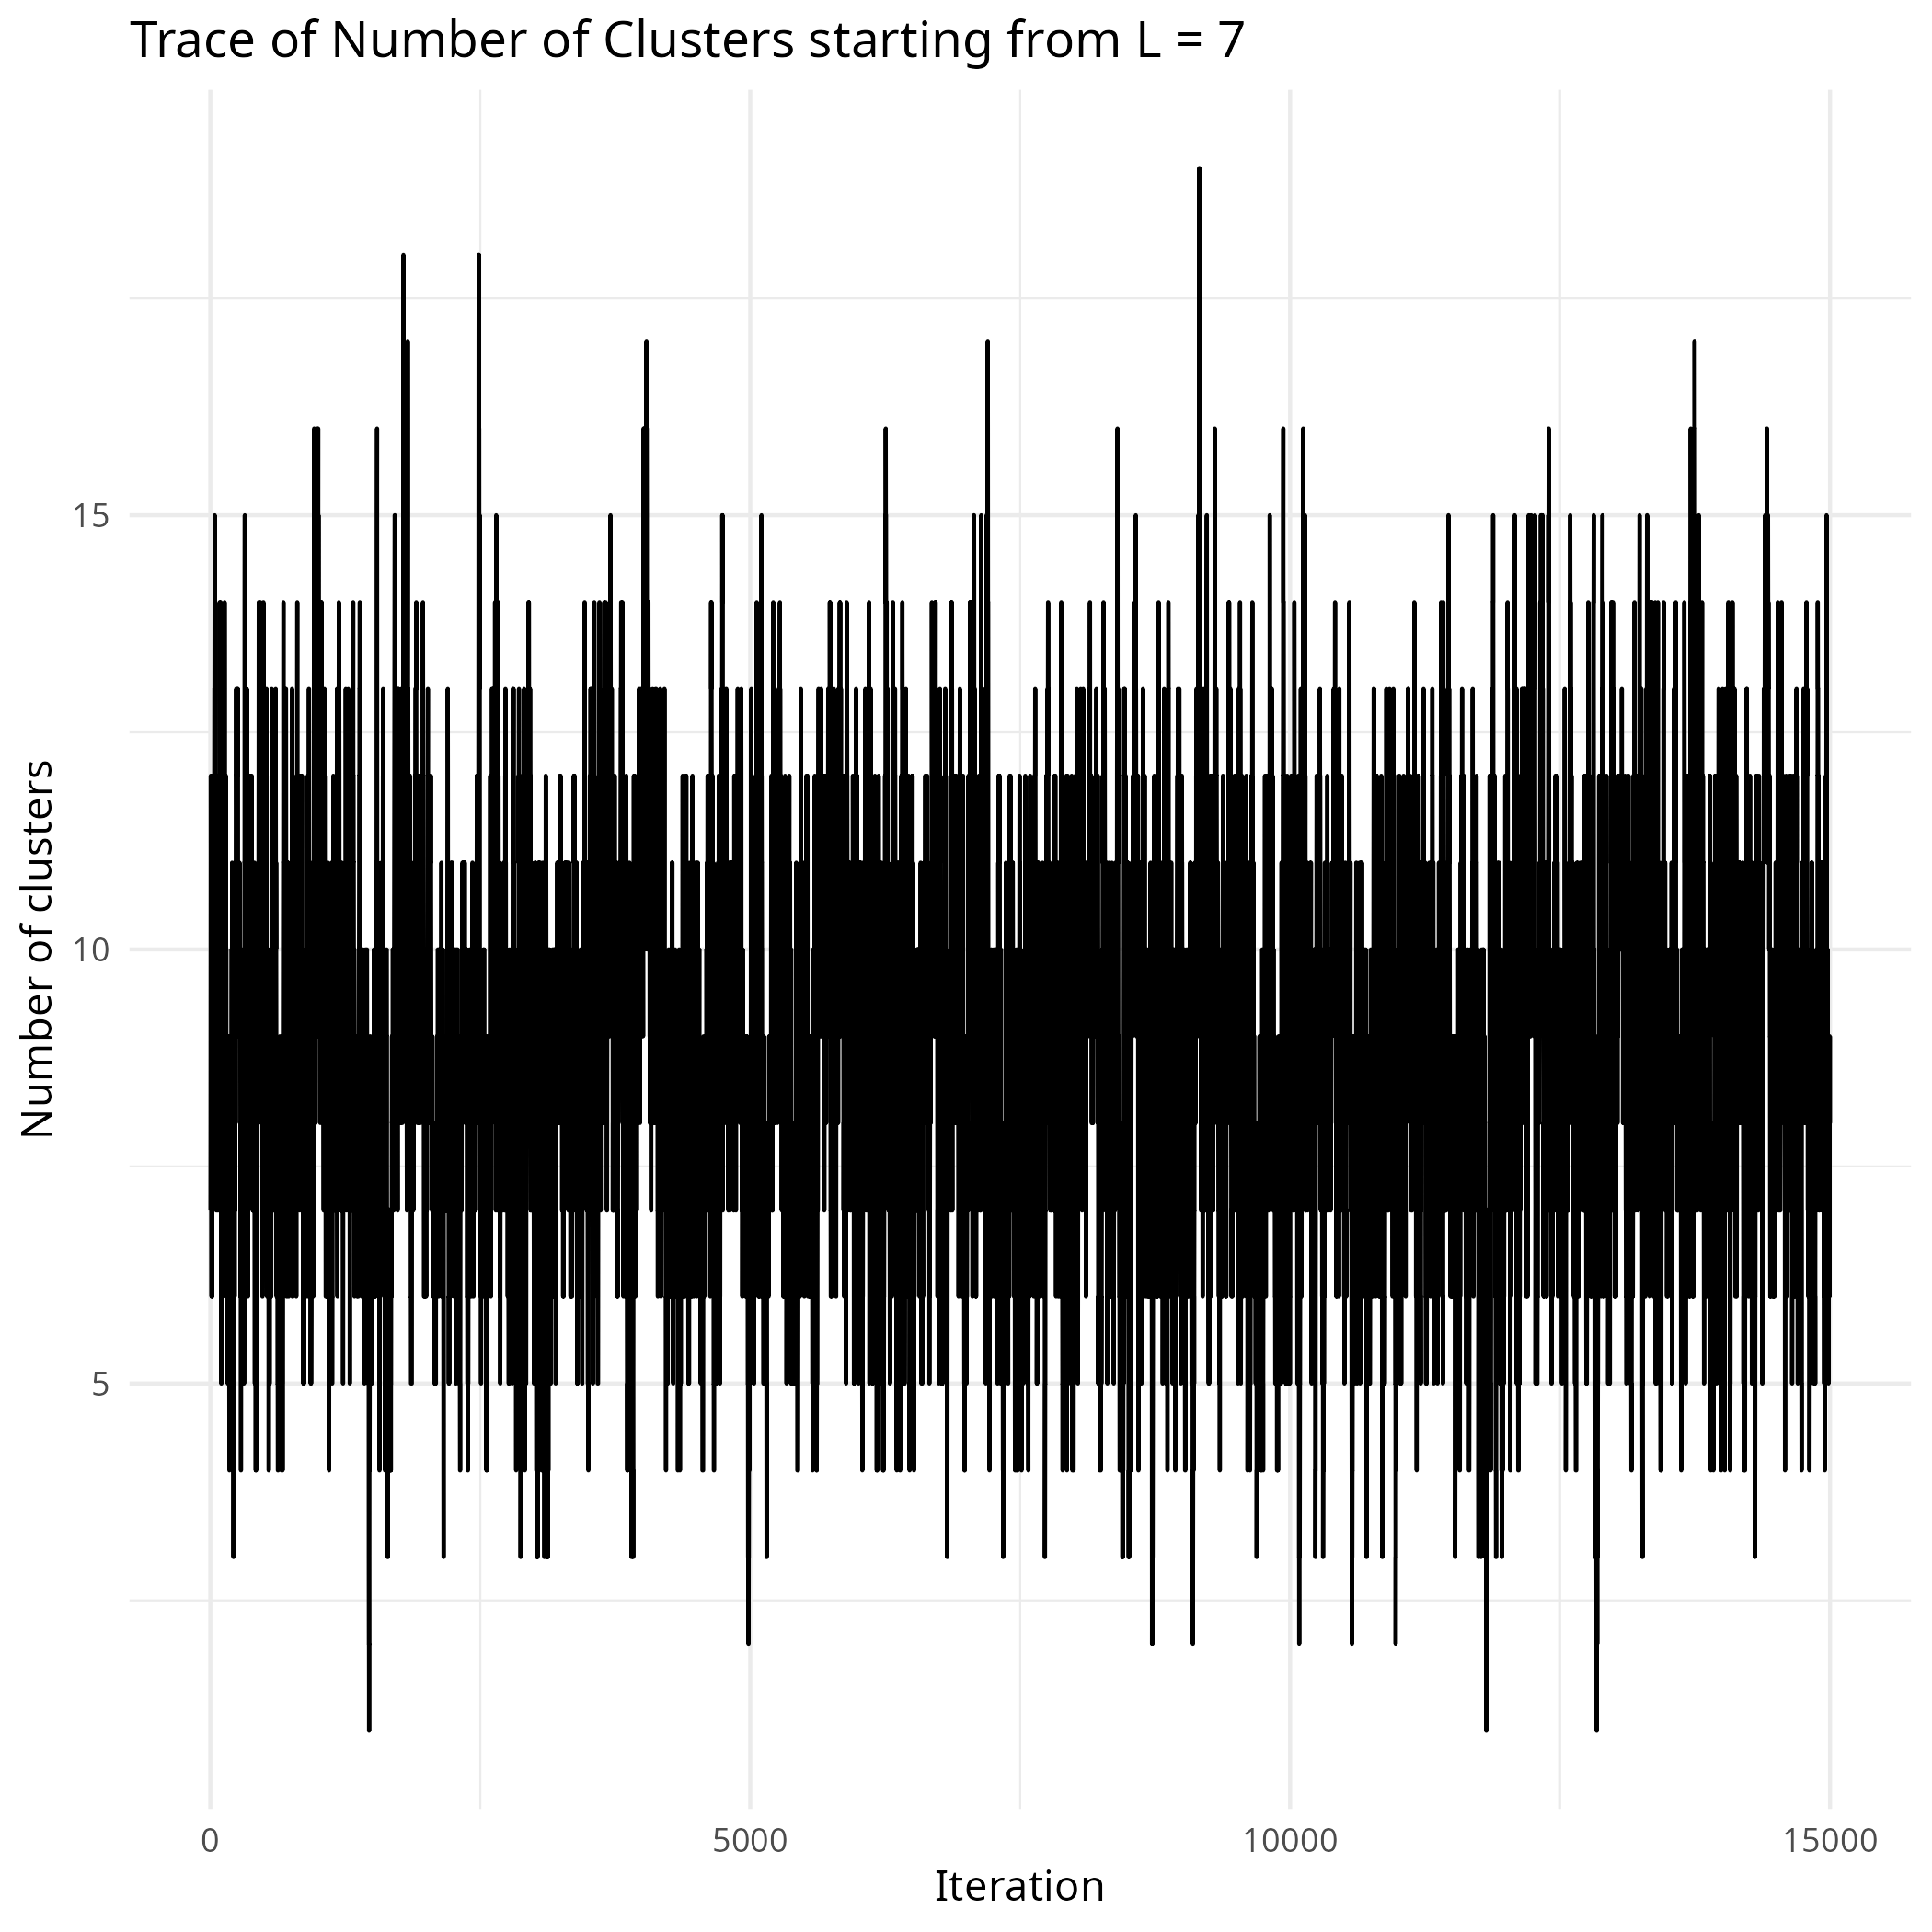 Trace of Number of Clusters starting from L = 7
Number of clusters
15
10
5
0
5000
10000
15000
Iteration